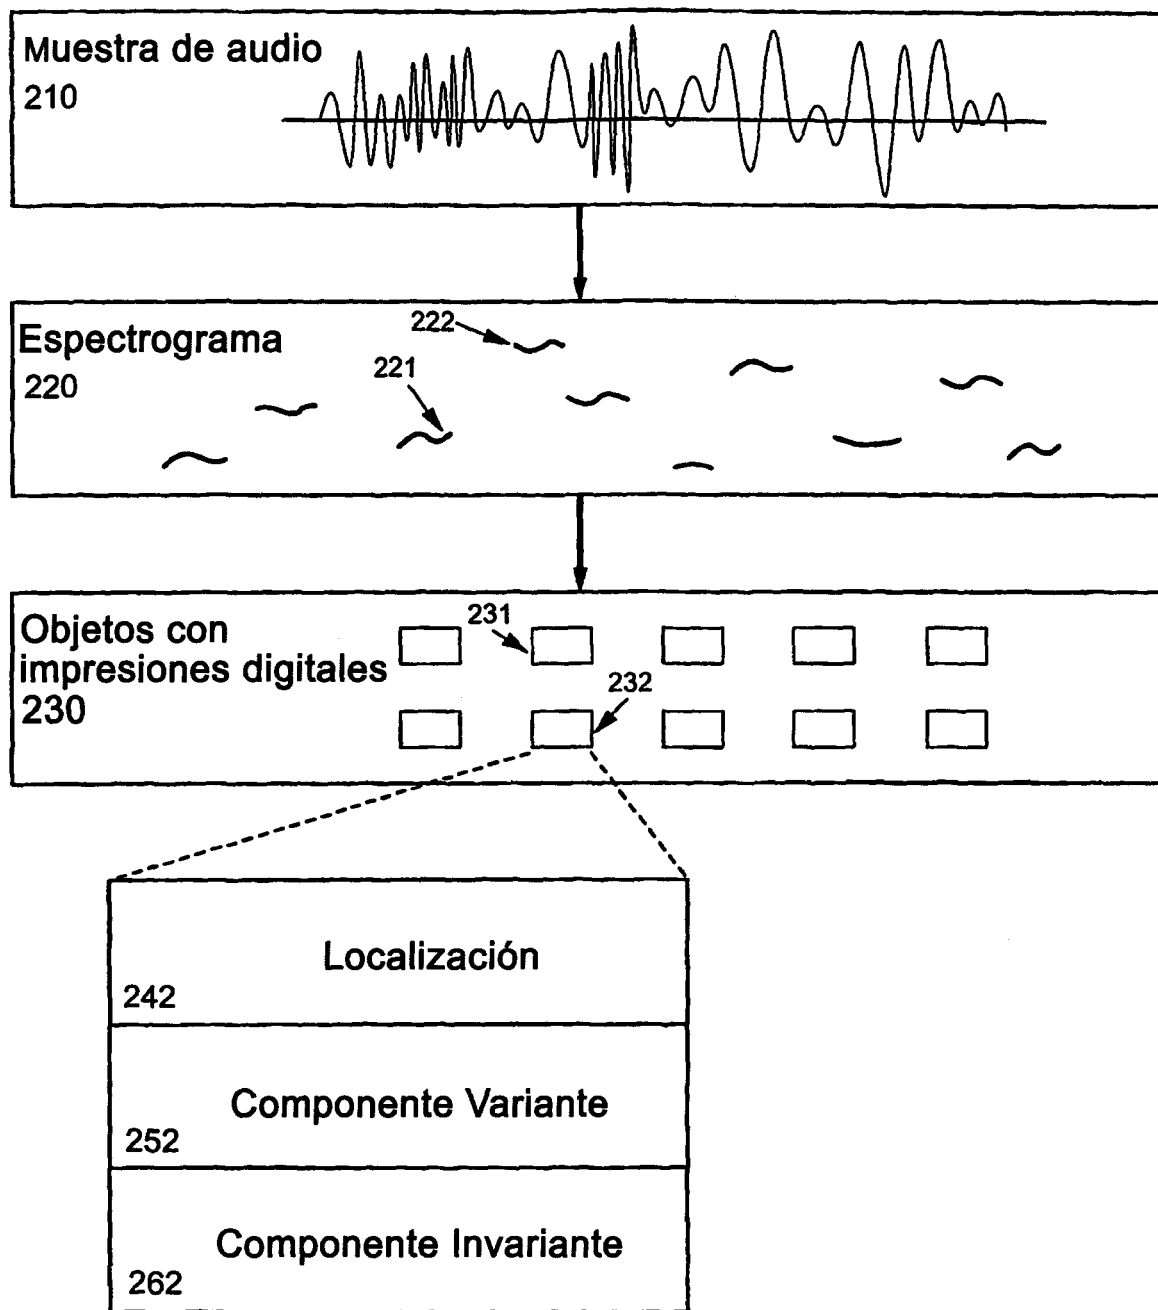 Muestra de audio
210
Espectrograma
220
222
221
Objetos con
impresiones digitales
230
231
232
Localización
242
Componente Variante
252
Componente Invariante
262